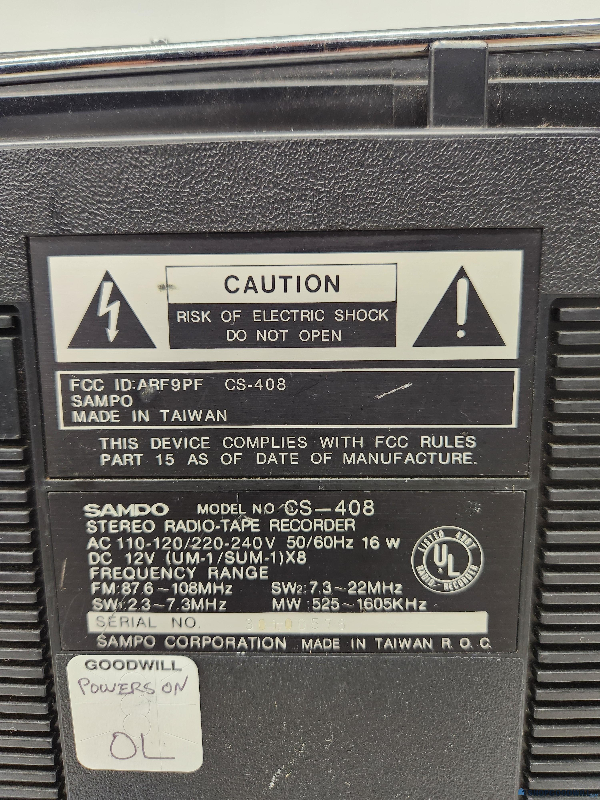 CAUTION
RISK OF ELECTRIC SHOCK
DO NOT OPEN
FCC ID:ARF9PF CS-408
SAMPO
MADE IN TAIWAN
THIS DEVICE COMPLIES WITH FCC RULES
PART 15 AS OF DATE OF MANUFACTURE.
SAMPO MODEL NO. CS-408
STEREO RADIO-TAPE RECORDER
AC 110-120/220-240V 50/60Hz 16 W
DC 12V (UM-1/SUM-1)X8
FREQUENCY RANGE
FM:87.6~108MHz SW2:7.3~22MHz
SW1:2.3~7.3MHz MW:525~1605KHz
LISTED
UL
RADIO-RECORDER
SERIAL NO.
SAMPO CORPORATION MADE IN TAIWAN R.O.C.
GOODWILL
POWERS ON
OL